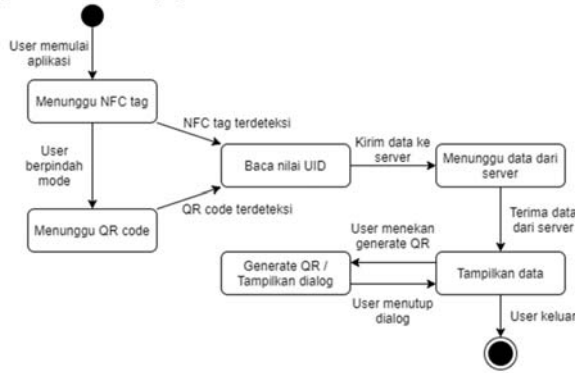 User memulai
aplikasi
Menunggu NFC tag
NFC tag terdeteksi
User
berpindah
mode
Baca nilai UID
Kirim data ke
server
Menunggu data dari
server
Menunggu QR code
QR code terdeteksi
Terima data
dari server
User menekan
generate QR
Generate QR /
Tampilkan dialog
Tampilkan data
User menutup
dialog
User keluar